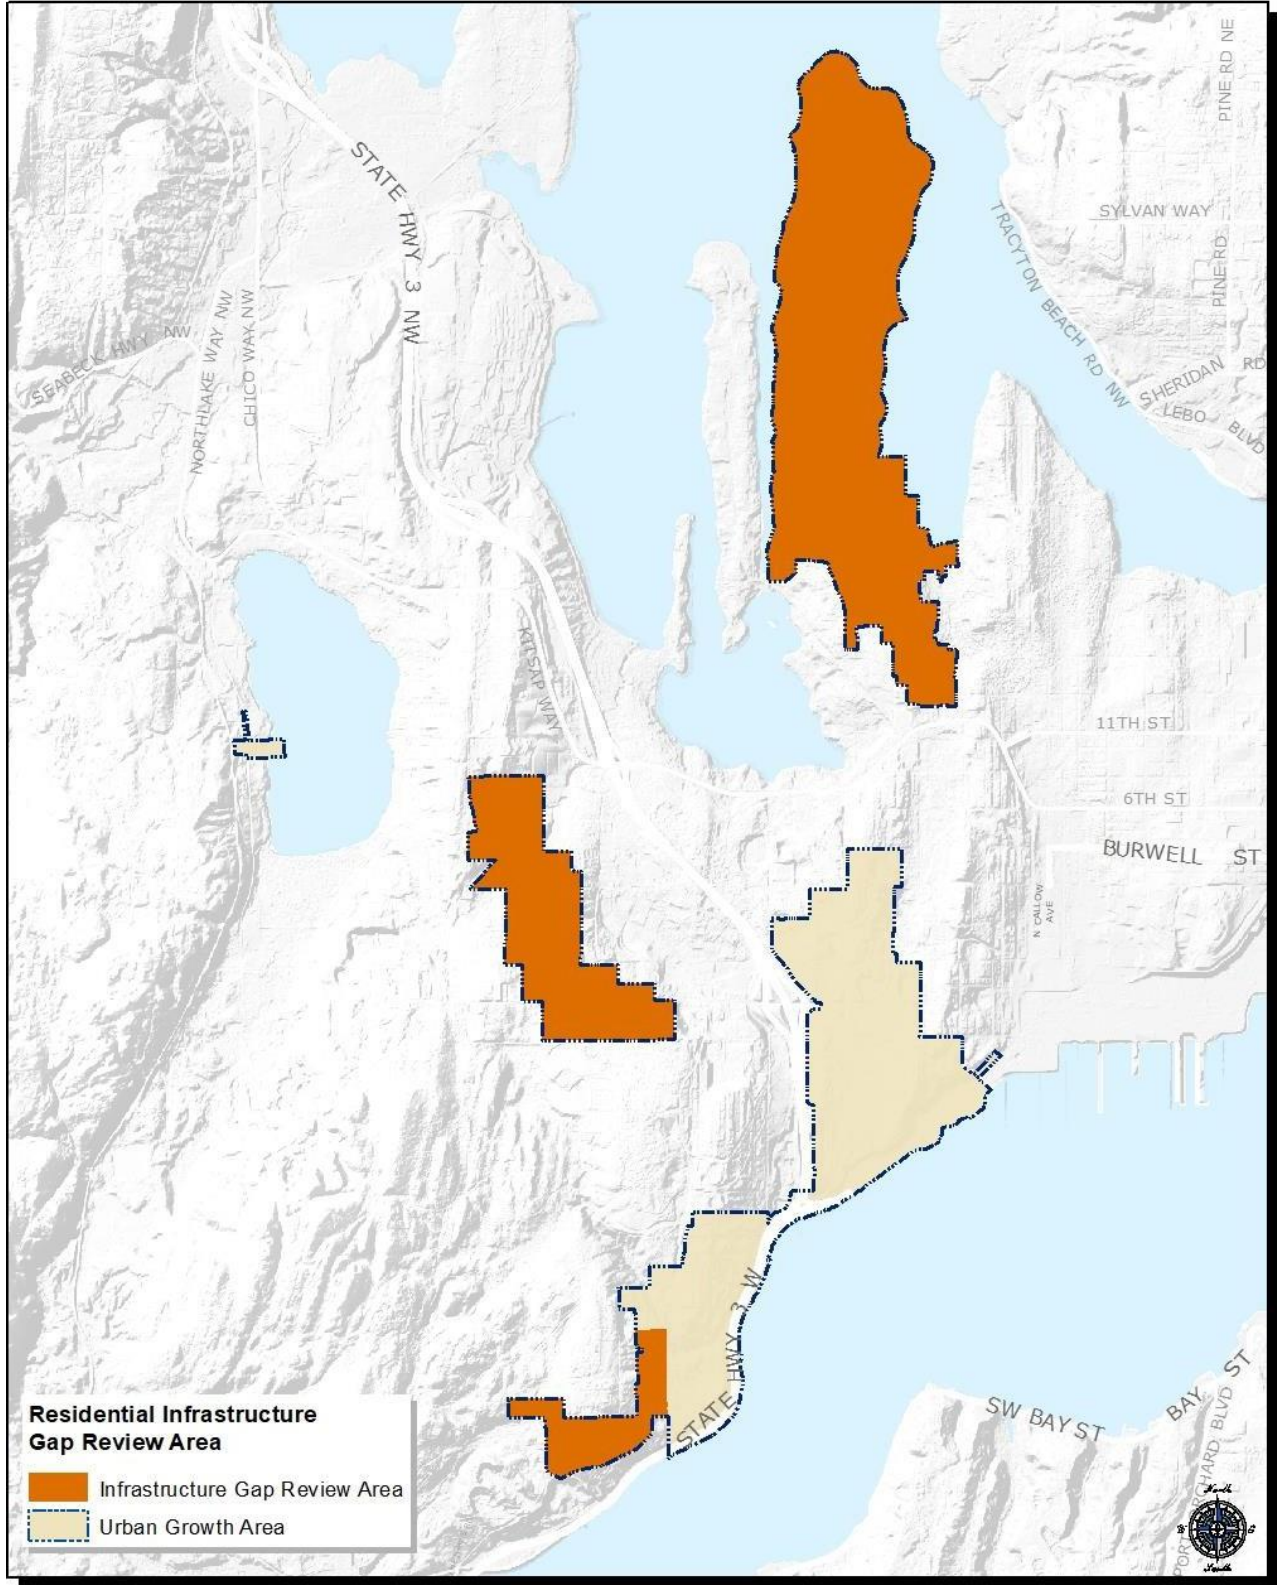 PINE RD NE
STATE HWY 3 NW
SYLVAN WAY
TRACYTON BEACH RD NW
PINE RD
SEABECK HWY NW
NORTHLAKE WAY NW
CHICO WAY NW
SHERIDAN RD
LEBO BLVD
KITSAP WAY
11TH ST
6TH ST
BURWELL ST
N CALLOW
AVE
STATE HWY 3 W
SW BAY ST
BAY ST
Residential Infrastructure
Gap Review Area
Infrastructure Gap Review Area
Urban Growth Area
North
South